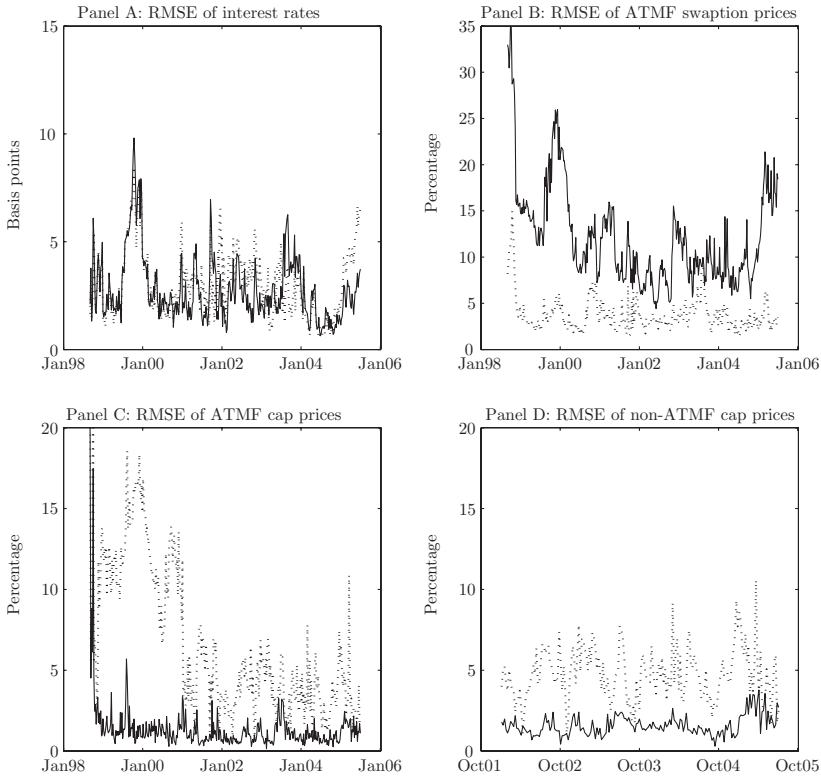 Panel A: RMSE of interest rates
15
10
5
0
Basis points
Jan98 Jan00 Jan02 Jan04 Jan06
Panel B: RMSE of ATMF swaption prices
35
30
25
20
15
10
5
0
Percentage
Jan98 Jan00 Jan02 Jan04 Jan06
Panel C: RMSE of ATMF cap prices
20
15
10
5
0
Percentage
Jan98 Jan00 Jan02 Jan04 Jan06
Panel D: RMSE of non-ATMF cap prices
20
15
10
5
0
Percentage
Oct01 Oct02 Oct03 Oct04 Oct05